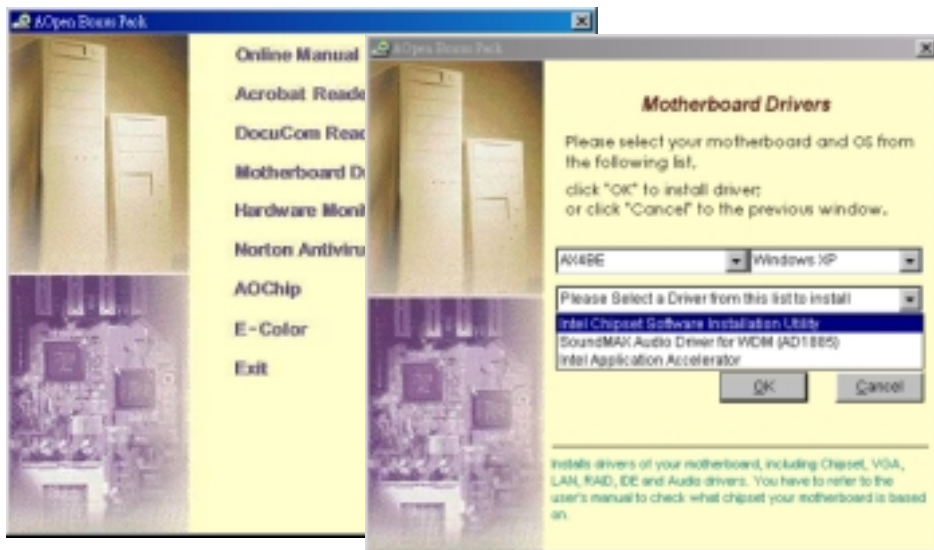 AOpen Bonus Pack
Online Manual
Acrobat Reade
DocuCom Reac
Motherboard D
Hardware Moni
Norton Antiviru
AOChip
E-Color
Exit
AOpen Bonus Pack
Motherboard Drivers
Please select your motherboard and OS from
the following list,
click "OK" to install driver;
or click "Cancel" to the previous window.
AX4BE
Windows XP
Please Select a Driver from this list to install
Intel Chipset Software Installation Utility
SoundMAX Audio Driver for WDM (AD1885)
Intel Application Accelerator
OK
Cancel
Installs drivers of your motherboard, including Chipset, VGA,
LAN, RAID, IDE and Audio drivers. You have to refer to the
user's manual to check what chipset your motherboard is based
on.